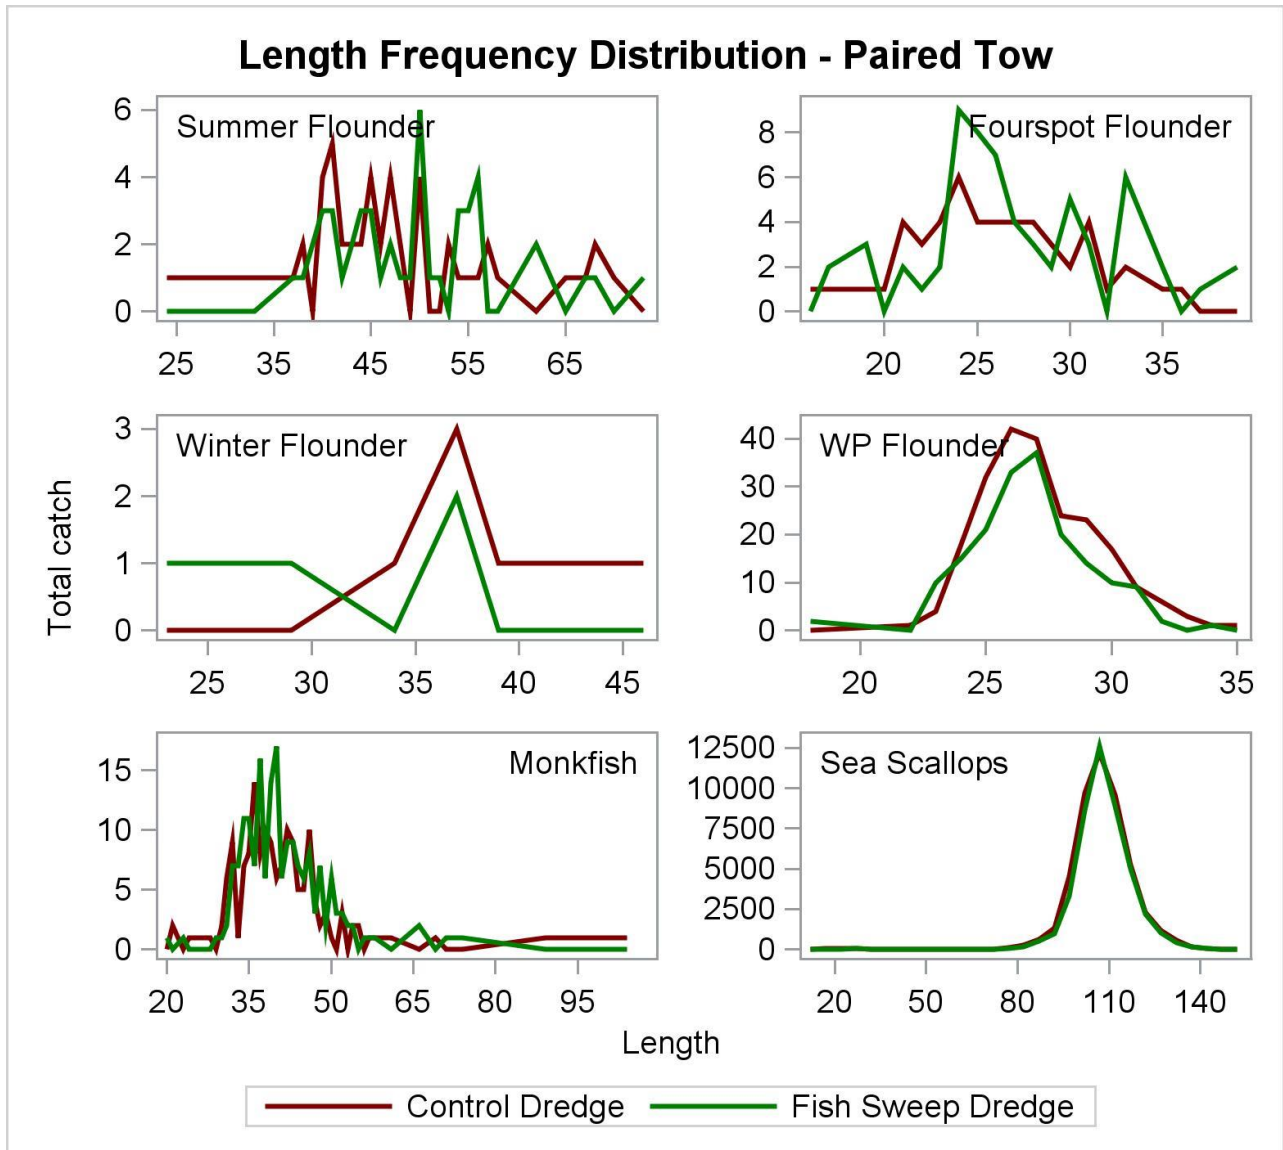 Length Frequency Distribution - Paired Tow
Summer Flounder
6
4
2
0
25 35 45 55 65
Fourspot Flounder
8
6
4
2
0
20 25 30 35
Winter Flounder
3
2
1
0
25 30 35 40 45
WP Flounder
40
30
20
10
0
20 25 30 35
Monkfish
15
10
5
0
20 35 50 65 80 95
Sea Scallops
12500
10000
7500
5000
2500
0
20 50 80 110 140
Total catch
Length
Control Dredge Fish Sweep Dredge